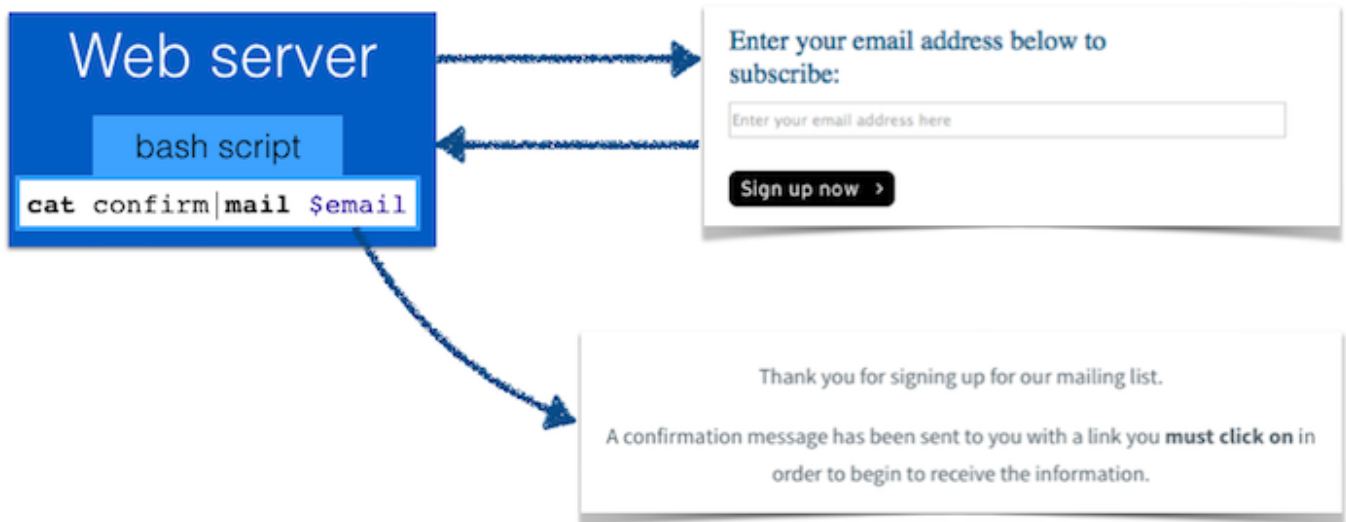 Web server
bash script
cat confirm|mail $email
Enter your email address below to
subscribe:
Enter your email address here
Sign up now >
Thank you for signing up for our mailing list.
A confirmation message has been sent to you with a link you must click on in
order to begin to receive the information.